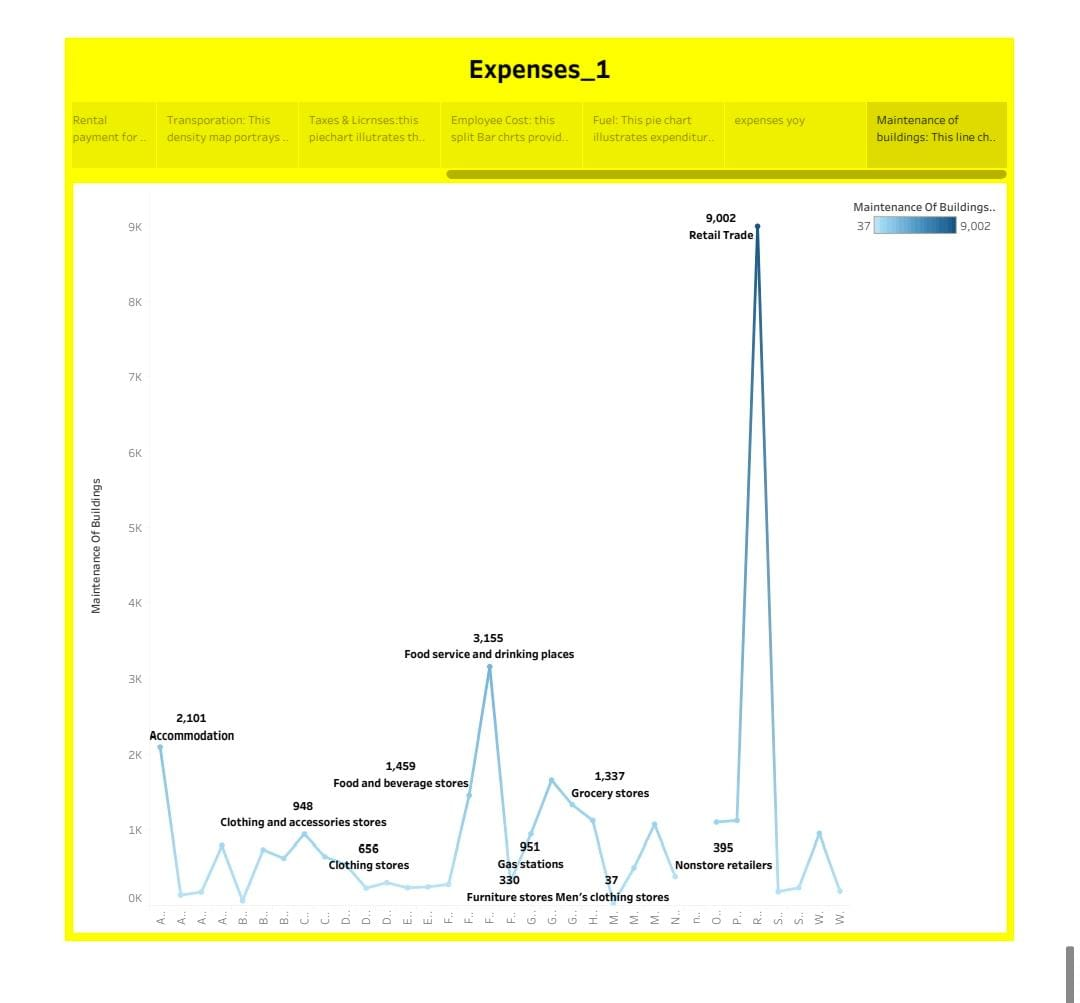 Expenses_1
Rental
payment for ..
Transporation: This
density map portrays ..
Taxes & Licrnses:this
piechart illutrates th..
Employee Cost: this
split Bar chrts provid..
Fuel: This pie chart
illustrates expenditur..
expenses yoy
Maintenance of
buildings: This line ch..
Maintenance Of Buildings..
37
9,002
9K
8K
7K
6K
5K
4K
3K
2K
1K
0K
Maintenance Of Buildings
9,002
Retail Trade
3,155
Food service and drinking places
2,101
Accommodation
1,459
Food and beverage stores
1,337
Grocery stores
948
Clothing and accessories stores
656
Clothing stores
951
Gas stations
395
Nonstore retailers
330
Furniture stores
37
Men's clothing stores
A..
A..
A..
A..
B..
B..
B..
C..
C..
D..
D..
D..
E..
E..
F..
F..
F..
F..
G..
G..
G..
H..
M..
M..
M..
N..
n..
O..
P..
R..
S..
S..
W..
W..